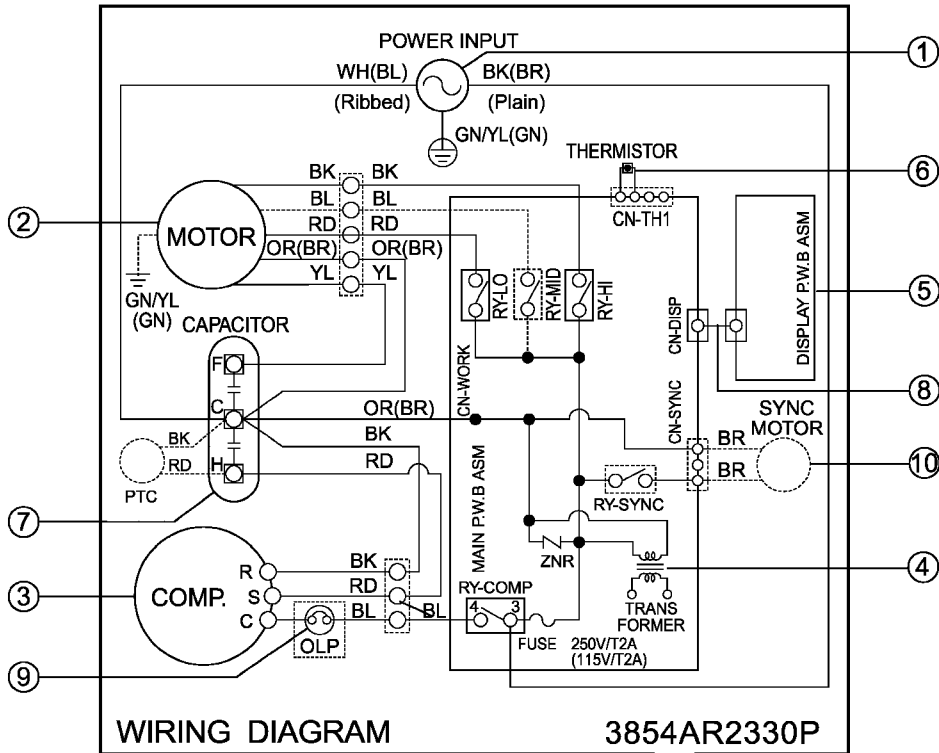 POWER INPUT
①
WH(BL)
BK(BR)
(Ribbed)
(Plain)
GN/YL(GN)
THERMISTOR
⑥
CN-TH1
②
MOTOR
BK
BK
BL
BL
RD
RD
OR(BR)
OR(BR)
YL
YL
GN/YL
(GN)
RY-LO
RY-MID
RY-HI
CN-DISP
DISPLAY P.W.B ASM
⑤
⑧
CAPACITOR
F
C
H
CN-WORK
OR(BR)
BK
RD
CN-SYNC
SYNC
MOTOR
BR
BR
⑩
BK
RD
PTC
⑦
MAIN P.W.B ASM
RY-SYNC
ZNR
④
TRANS
FORMER
③
COMP.
R
S
C
BK
RD
BL
BL
OLP
⑨
RY-COMP
4
3
FUSE
250V/T2A
(115V/T2A)
WIRING DIAGRAM
3854AR2330P